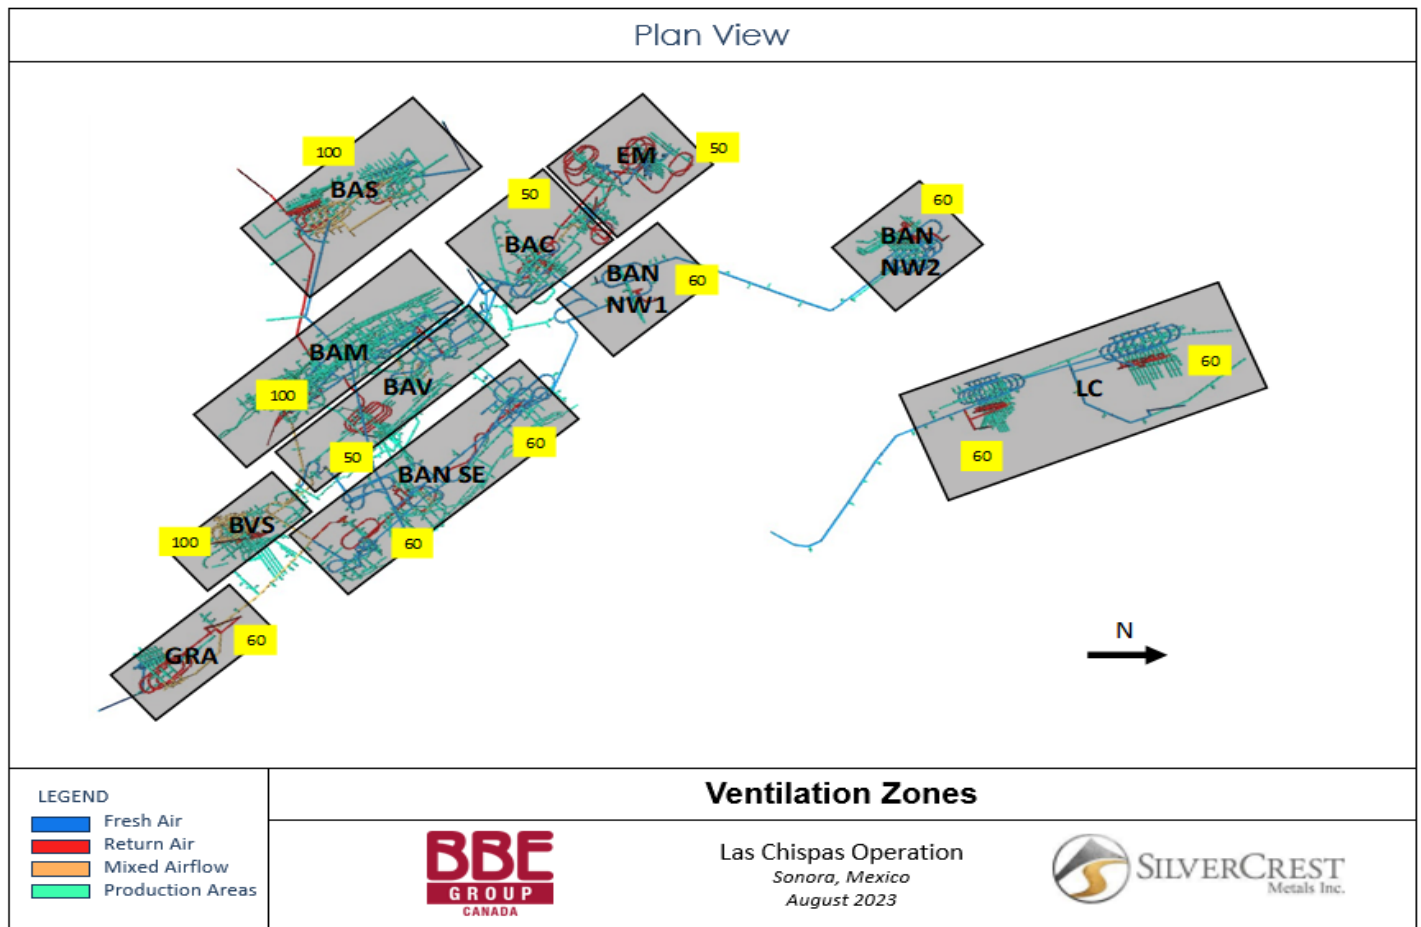 Plan View
100
BAS
EM
50
50
BAC
60
BAN
NW2
BAN
NW1
60
BAM
100
BAV
50
LC
60
60
BAN SE
60
60
BVS
100
GRA
60
N
LEGEND
Fresh Air
Return Air
Mixed Airflow
Production Areas
Ventilation Zones
BBE
GROUP
CANADA
Las Chispas Operation
Sonora, Mexico
August 2023
SILVERCREST
Metals Inc.